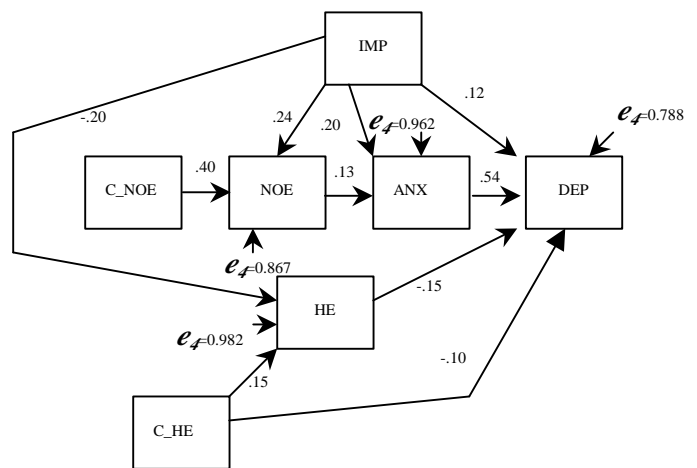 IMP
-.20
.12
.24
.20
e4=0.962
e4=0.788
.40
.13
.54
C_NOE
NOE
ANX
DEP
e4=0.867
-.15
HE
e4=0.982
.15
-.10
C_HE